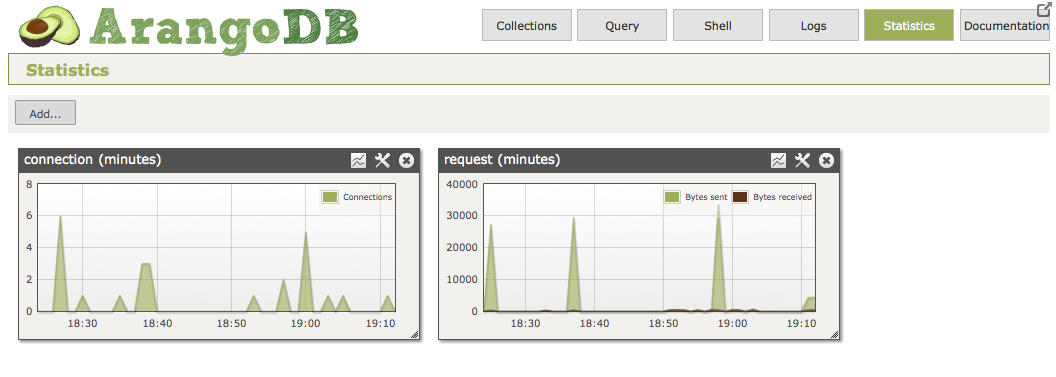 ArangoDB
Collections Query Shell Logs Statistics Documentation
Statistics
Add...
connection (minutes)
8
6
4
2
0
Connections
18:30 18:40 18:50 19:00 19:10
request (minutes)
40000
30000
20000
10000
0
Bytes sent Bytes received
18:30 18:40 18:50 19:00 19:10